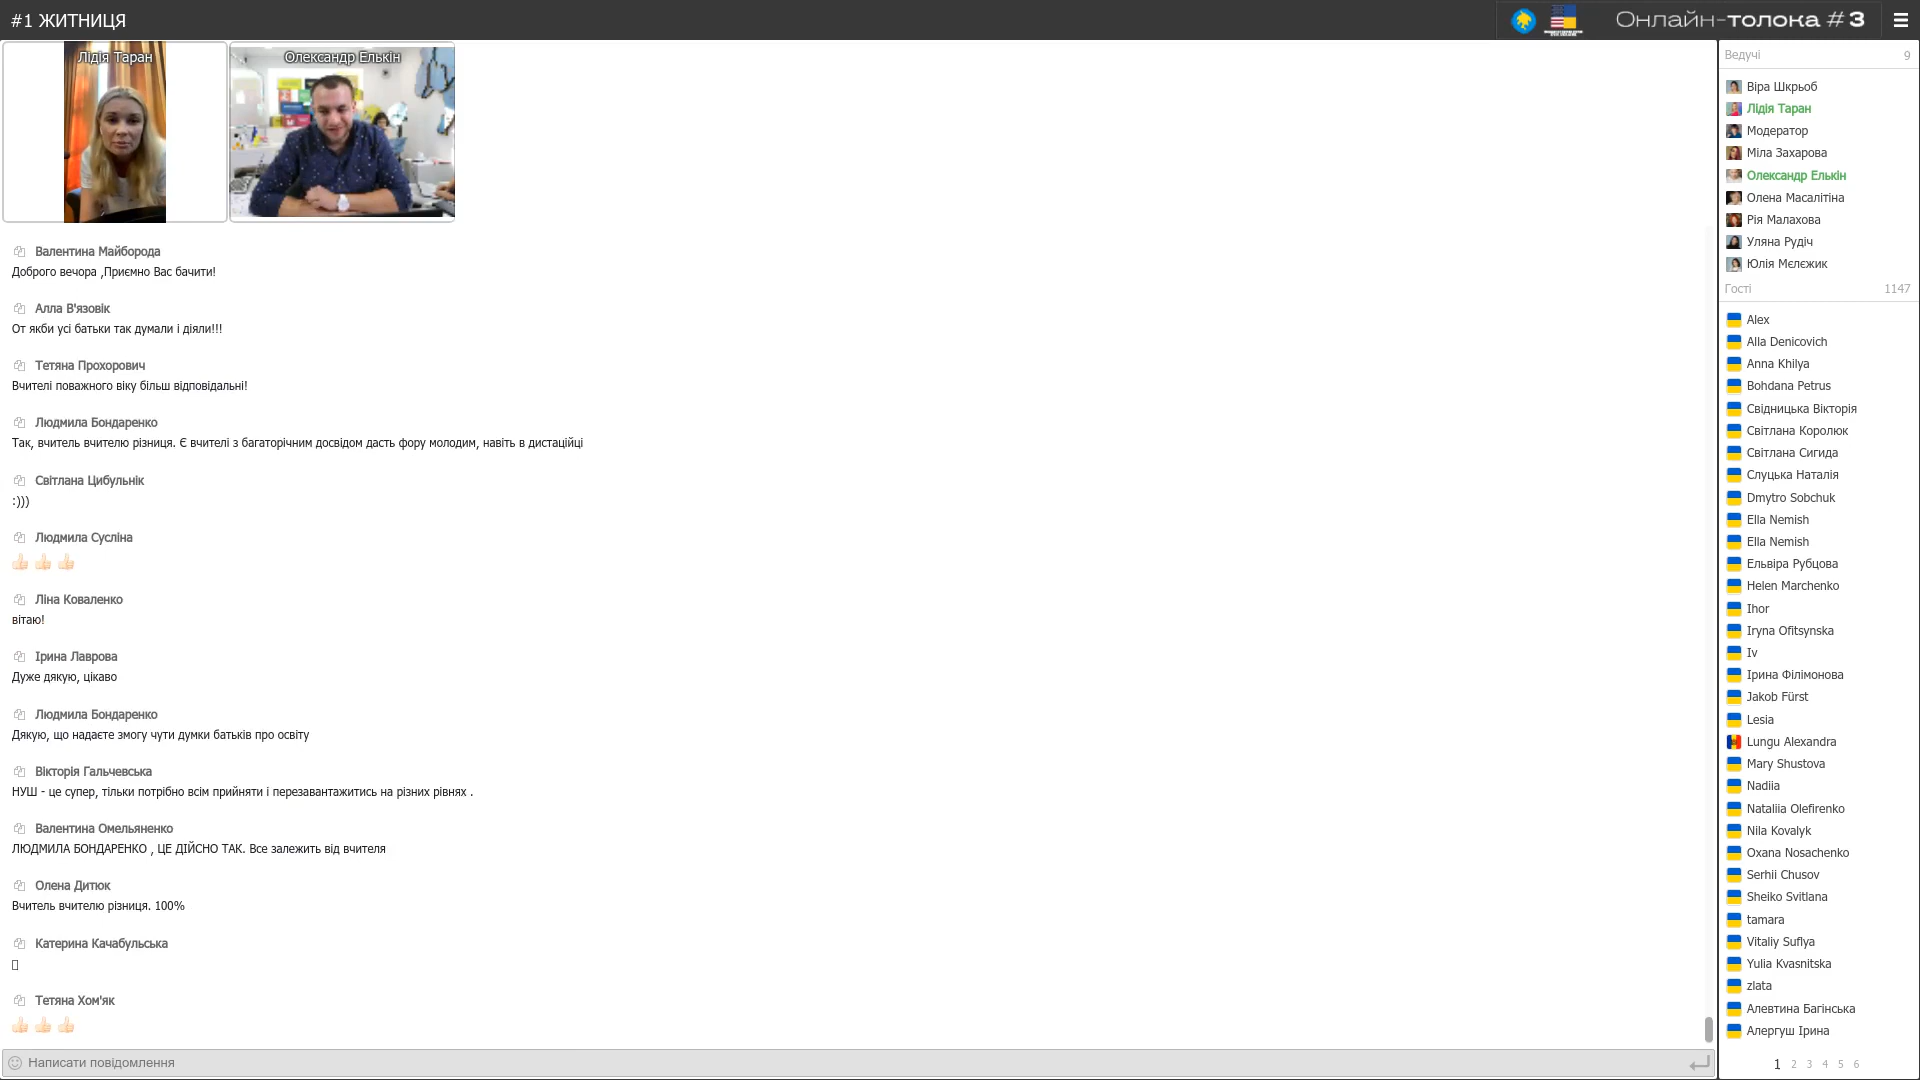 #1 ЖИТНИЦЯ
Онлайн-толока #3
Лідія Таран
Олександр Елькін
Валентина Майборода
Доброго вечора ,Приємно Вас бачити!
Алла В'язовік
От якби усі батьки так думали і діяли!!!
Тетяна Прохорович
Вчителі поважного віку більш відповідальні!
Людмила Бондаренко
Так, вчитель вчителю різниця. Є вчителі з багаторічним досвідом дасть фору молодим, навіть в дистаційці
Світлана Цибульнік
:)))
Людмила Сусліна
Ліна Коваленко
вітаю!
Ірина Лаврова
Дуже дякую, цікаво
Людмила Бондаренко
Дякую, що надаєте змогу чути думки батьків про освіту
Вікторія Гальчевська
НУШ - це супер, тільки потрібно всім прийняти і перезавантажитись на різних рівнях .
Валентина Омельяненко
ЛЮДМИЛА БОНДАРЕНКО , ЦЕ ДІЙСНО ТАК. Все залежить від вчителя
Олена Дитюк
Вчитель вчителю різниця. 100%
Катерина Качабульська
Тетяна Хом'як
Написати повідомлення
Ведучі 9
Віра Шкрьоб
Лідія Таран
Модератор
Міла Захарова
Олександр Елькін
Олена Масалітіна
Рія Малахова
Уляна Рудіч
Юлія Мєлєжик
Гості 1147
Alex
Alla Denicovich
Anna Khilya
Bohdana Petrus
Свідницька Вікторія
Світлана Королюк
Світлана Сигида
Слуцька Наталія
Dmytro Sobchuk
Ella Nemish
Ella Nemish
Ельвіра Рубцова
Helen Marchenko
Ihor
Iryna Ofitsynska
Iv
Ірина Філімонова
Jakob Fürst
Lesia
Lungu Alexandra
Mary Shustova
Nadiia
Nataliia Olefirenko
Nila Kovalyk
Oxana Nosachenko
Serhii Chusov
Sheiko Svitlana
tamara
Vitaliy Suflya
Yulia Kvasnitska
zlata
Алевтина Багінська
Алергуш Ірина
1 2 3 4 5 6